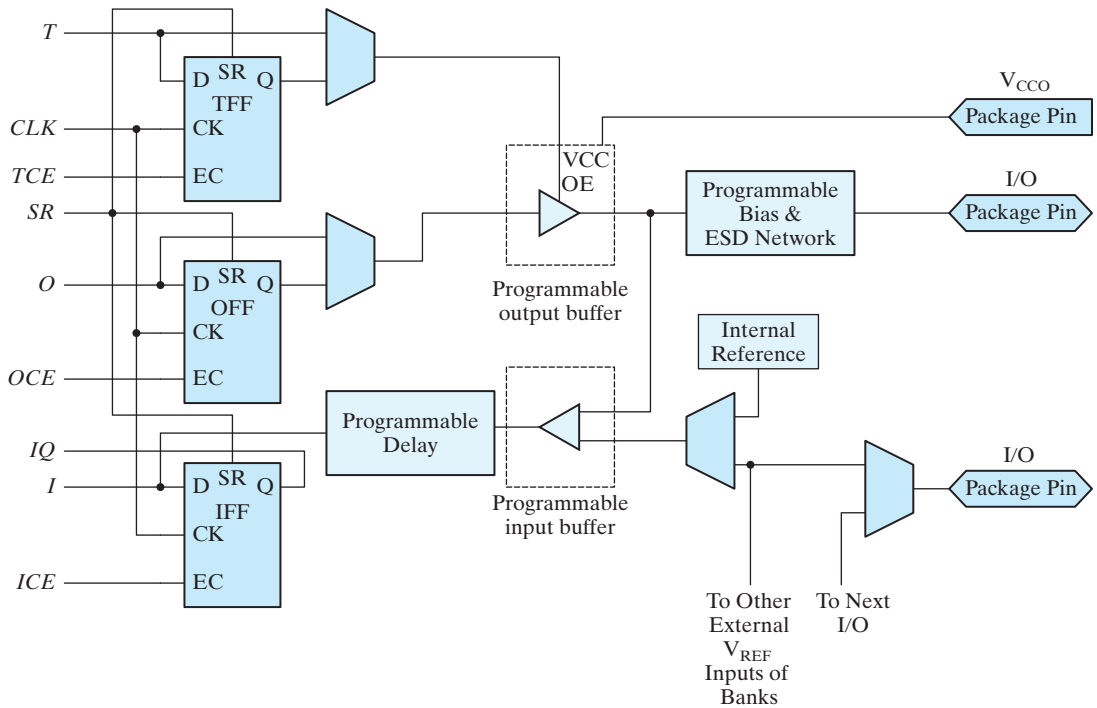 T
D SR Q
TFF
CK
EC
CLK
TCE
SR
D SR Q
OFF
CK
EC
O
OCE
IQ
I
D SR Q
IFF
CK
EC
ICE
VCC
OE
Programmable
output buffer
V_CCO
Package Pin
Programmable
Bias &
ESD Network
I/O
Package Pin
Internal
Reference
Programmable
Delay
Programmable
input buffer
I/O
Package Pin
To Other
External
V_REF
Inputs of
Banks
To Next
I/O